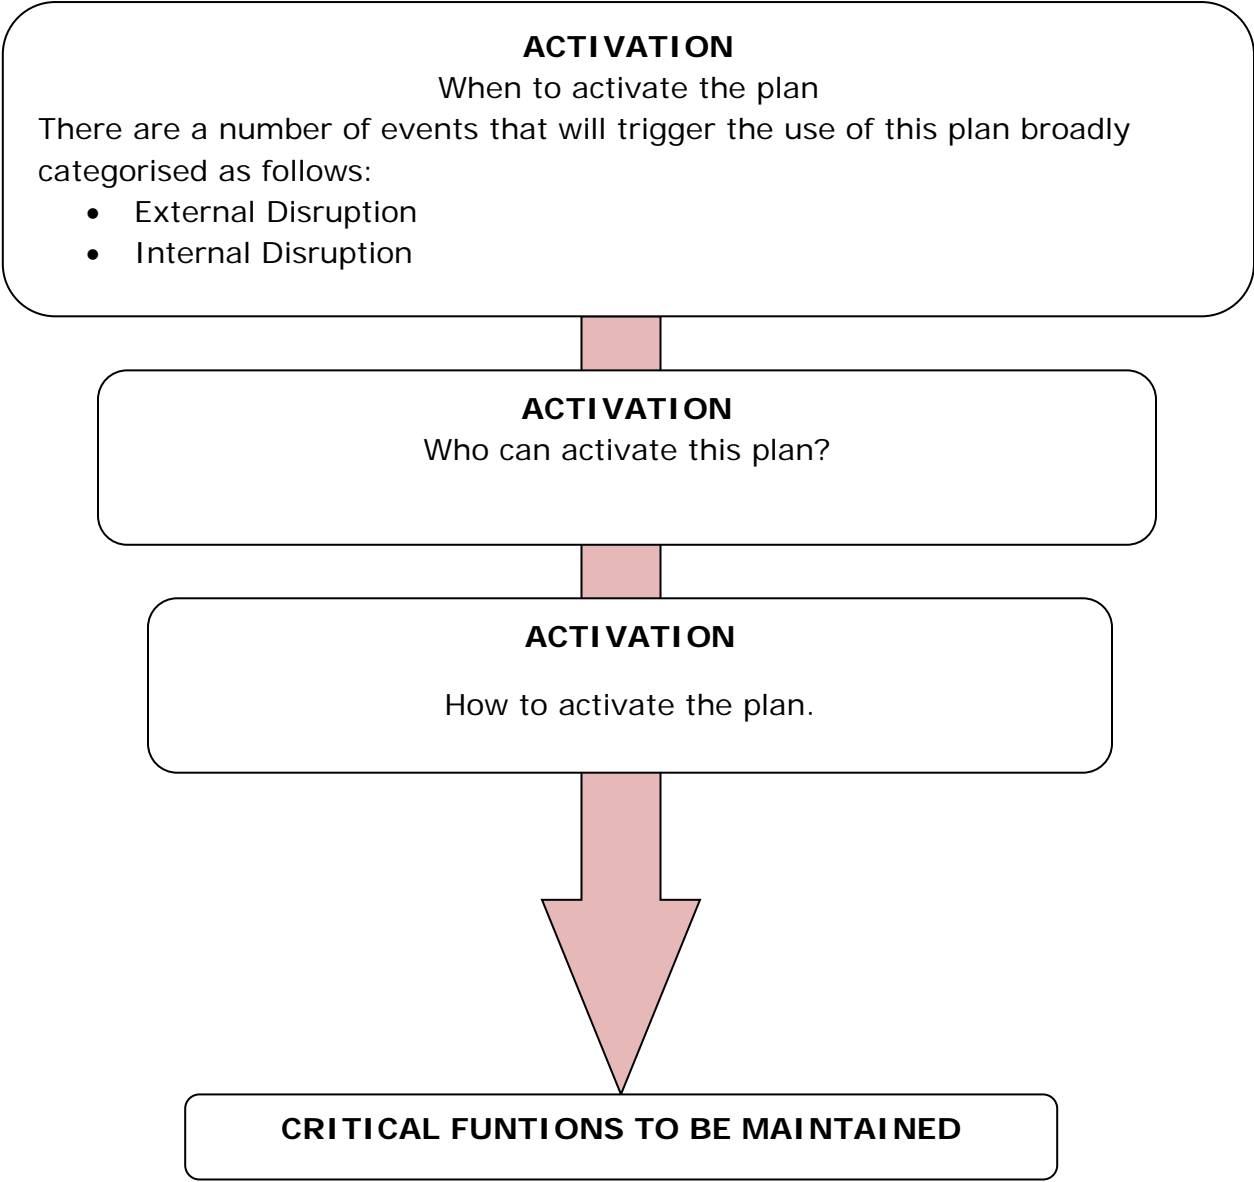 ACTIVATION
When to activate the plan
There are a number of events that will trigger the use of this plan broadly
categorised as follows:
• External Disruption
• Internal Disruption
ACTIVATION
Who can activate this plan?
ACTIVATION
How to activate the plan.
CRITICAL FUNTIONS TO BE MAINTAINED